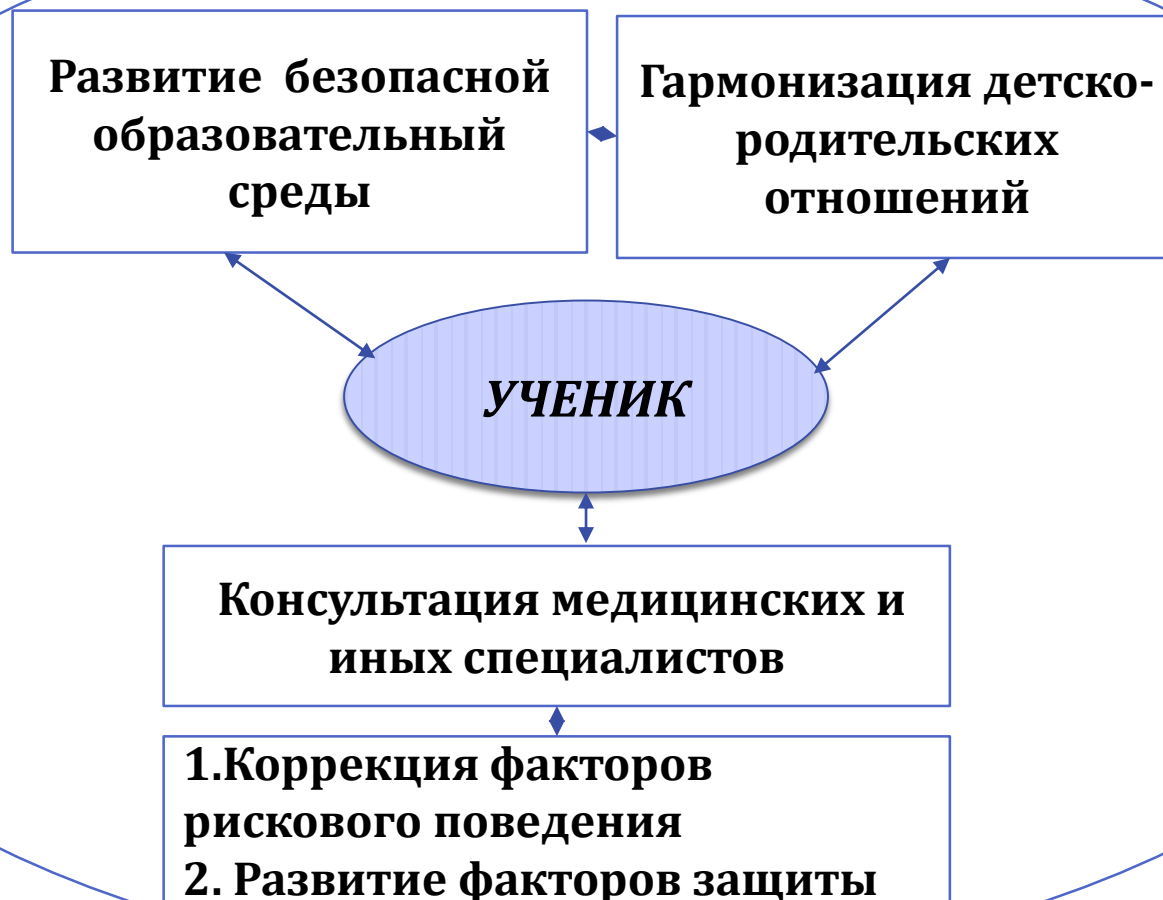 Развитие безопасной
образовательный
среды
Гармонизация детско-
родительских
отношений
УЧЕНИК
Консультация медицинских и
иных специалистов
1.Коррекция факторов
рискового поведения
2. Развитие факторов защиты